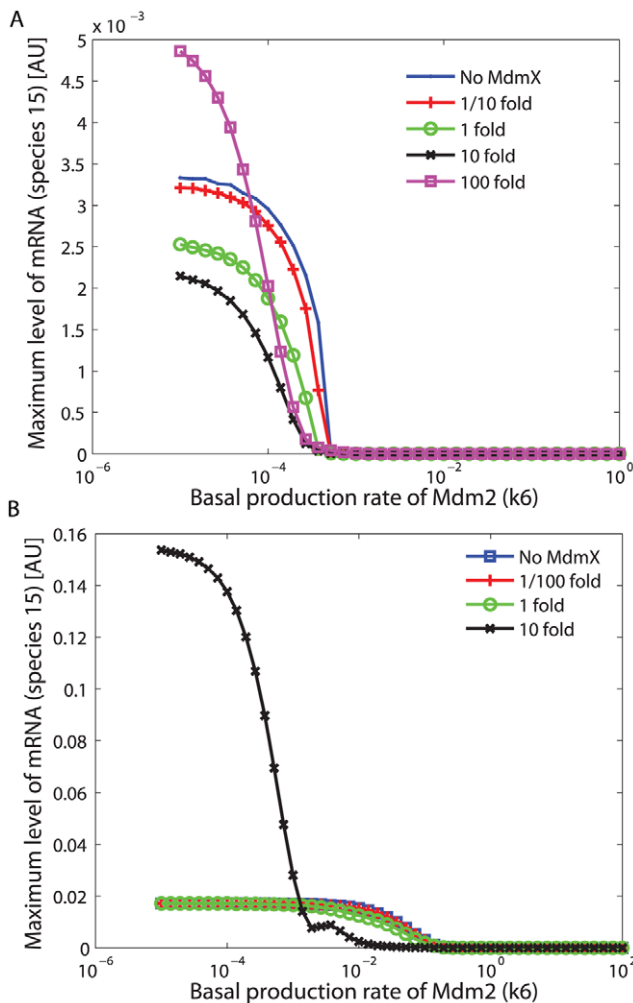 A
x 10⁻³
5
4.5
4
3.5
3
2.5
2
1.5
1
0.5
0
Maximum level of mRNA (species 15) [AU]
No MdmX
1/10 fold
1 fold
10 fold
100 fold
10⁻⁶ 10⁻⁴ 10⁻² 10⁰
Basal production rate of Mdm2 (k6)
B
0.16
0.14
0.12
0.1
0.08
0.06
0.04
0.02
0
Maximum level of mRNA (species 15) [AU]
No MdmX
1/100 fold
1 fold
10 fold
10⁻⁶ 10⁻⁴ 10⁻² 10⁰ 10²
Basal production rate of Mdm2 (k6)